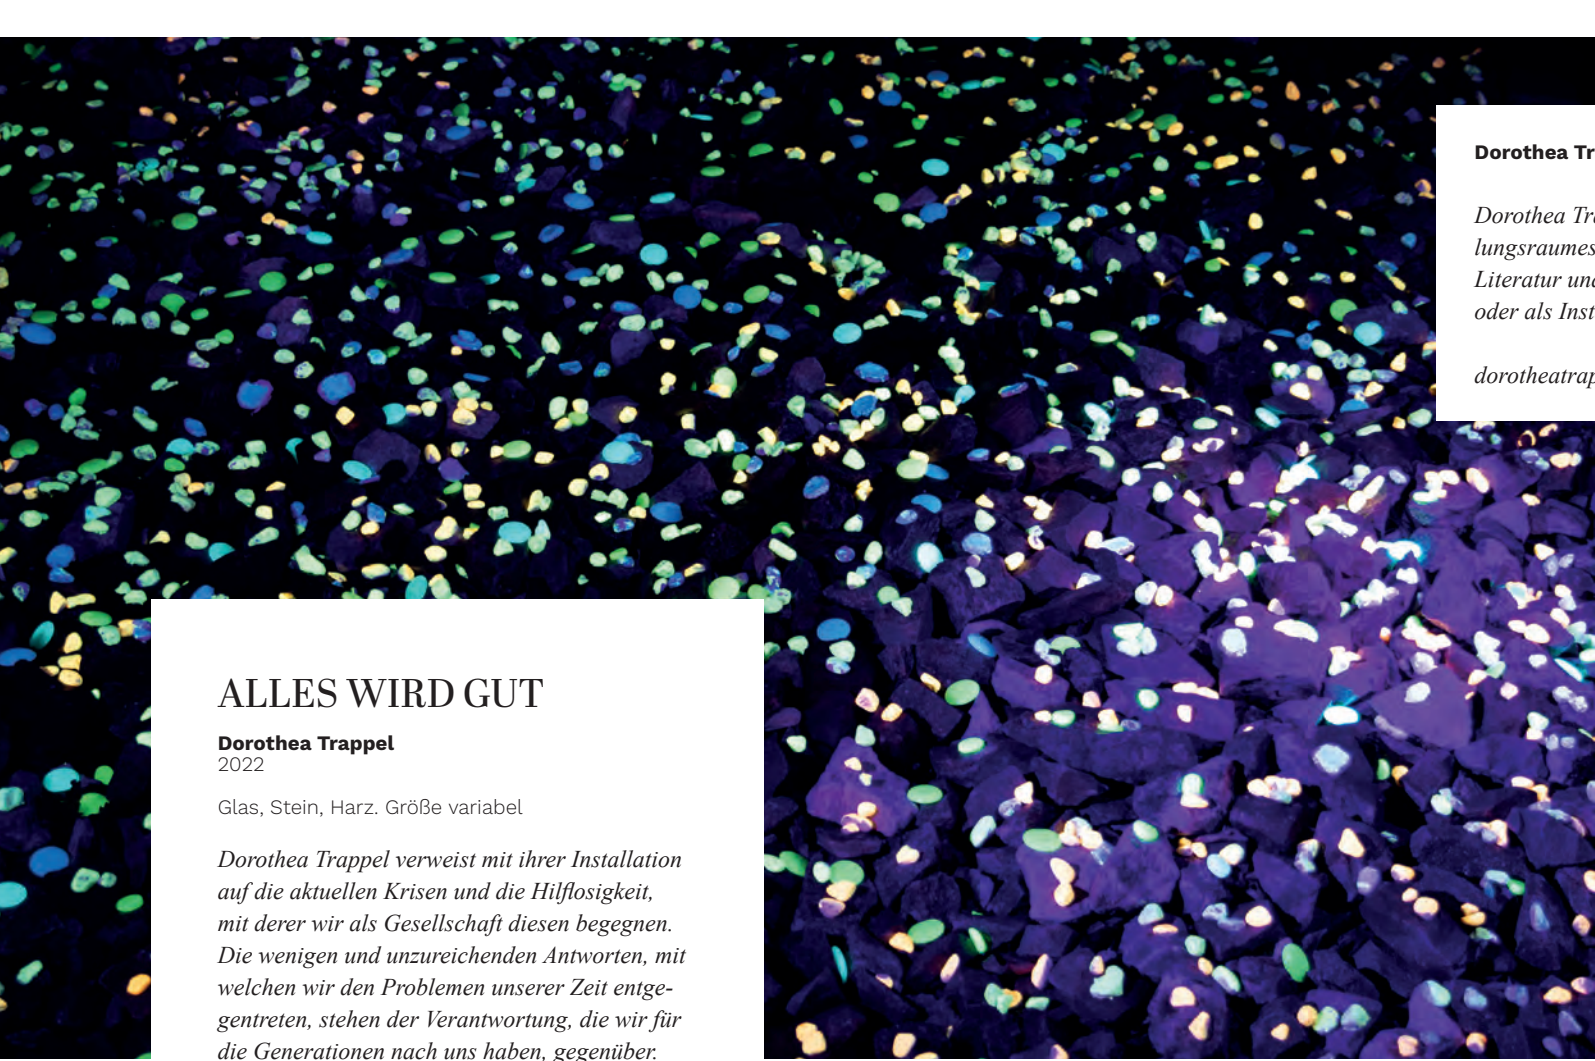 ALLES WIRD GUT
Dorothea Trappel
2022
Glas, Stein, Harz. Größe variabel
Dorothea Trappel verweist mit ihrer Installation
auf die aktuellen Krisen und die Hilflosigkeit,
mit derer wir als Gesellschaft diesen begegnen.
Die wenigen und unzureichenden Antworten, mit
welchen wir den Problemen unserer Zeit entge-
gentreten, stehen der Verantwortung, die wir für
die Generationen nach uns haben, gegenüber.
Dorothea Tr
Dorothea Tr
lungsraumes
Literatur und
oder als Inst
dorotheatrap